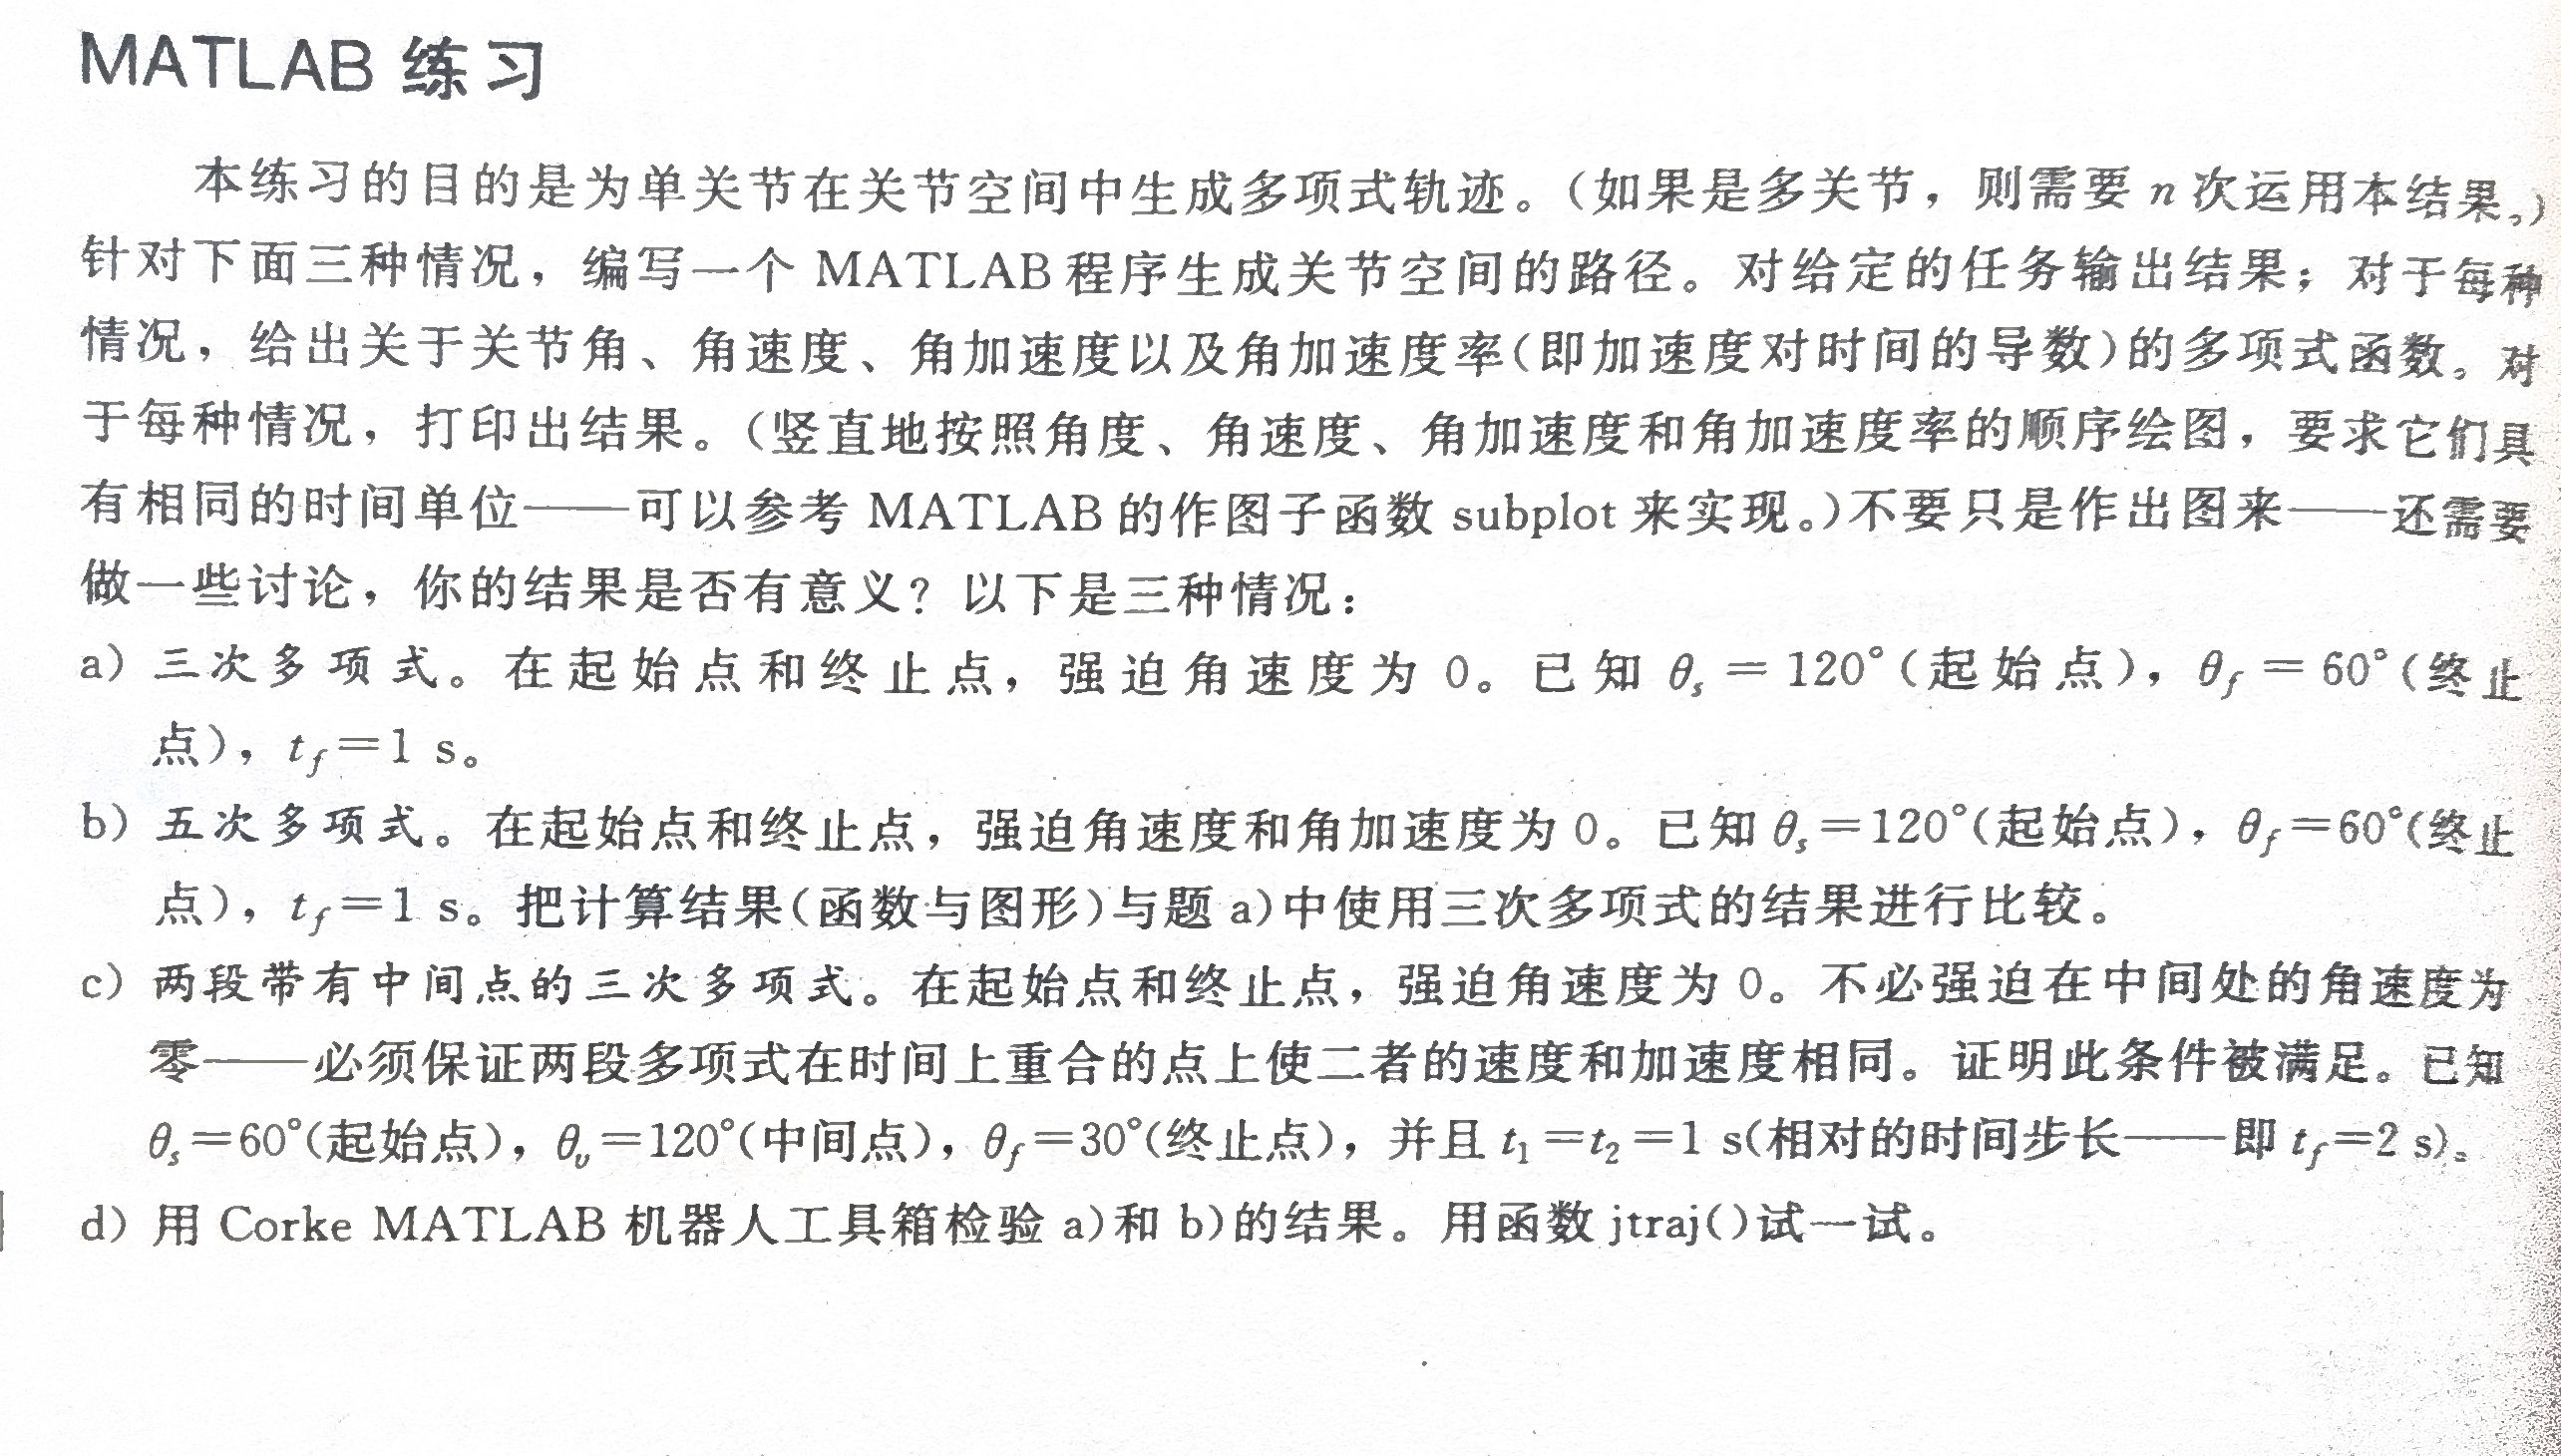 MATLAB 练习
本练习的目的是为单关节在关节空间中生成多项式轨迹。(如果是多关节，则需要 n 次运用本结果。)
针对下面三种情况，编写一个 MATLAB 程序生成关节空间的路径。对给定的任务输出结果；对于每种
情况，给出关于关节角、角速度、角加速度以及角加速度率(即加速度对时间的导数)的多项式函数。对
于每种情况，打印出结果。(竖直地按照角度、角速度、角加速度和角加速度率的顺序绘图，要求它们具
有相同的时间单位——可以参考 MATLAB 的作图子函数 subplot 来实现。)不要只是作出图来——还需要
做一些讨论，你的结果是否有意义？以下是三种情况：
a) 三次多项式。在起始点和终止点，强迫角速度为 0。已知 θs＝120°(起始点)，θf＝60°(终止
点)，tf＝1 s。
b) 五次多项式。在起始点和终止点，强迫角速度和角加速度为 0。已知 θs＝120°(起始点)，θf＝60°(终止
点)，tf＝1 s。把计算结果(函数与图形)与题 a)中使用三次多项式的结果进行比较。
c) 两段带有中间点的三次多项式。在起始点和终止点，强迫角速度为 0。不必强迫在中间处的角速度为
零——必须保证两段多项式在时间上重合的点上使二者的速度和加速度相同。证明此条件被满足。已知
θs＝60°(起始点)，θv＝120°(中间点)，θf＝30°(终止点)，并且 t1＝t2＝1 s(相对的时间步长——即 tf＝2 s)。
d) 用 Corke MATLAB 机器人工具箱检验 a)和 b)的结果。用函数 jtraj()试一试。